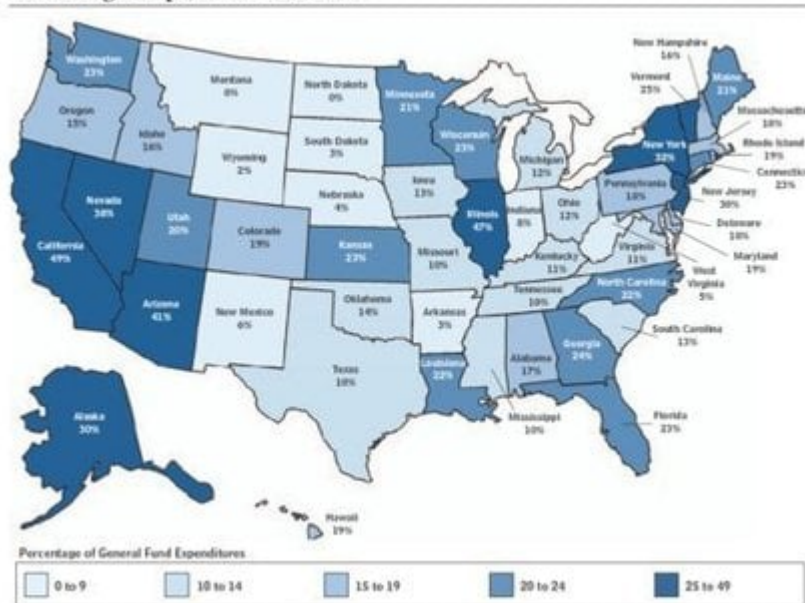 Washington
23%
Oregon
15%
Idaho
16%
Montana
0%
North Dakota
0%
South Dakota
3%
Wyoming
2%
Nebraska
4%
Minnesota
21%
Wisconsin
23%
Iowa
13%
Michigan
12%
Nevada
38%
Utah
20%
Colorado
19%
Kansas
23%
California
49%
Arizona
41%
New Mexico
6%
Oklahoma
14%
Texas
10%
Missouri
10%
Arkansas
3%
Louisiana
22%
Illinois
47%
Indiana
Ohio
12%
Kentucky
11%
Tennessee
10%
Mississippi
10%
Alabama
17%
Georgia
24%
Florida
23%
South Carolina
13%
North Carolina
22%
Virginia
11%
West
Virginia
5%
Pennsylvania
New York
32%
New Hampshire
16%
Vermont
25%
Maine
21%
Massachusetts
18%
Rhode Island
19%
Connectic
23%
New Jersey
30%
Delaware
18%
Maryland
19%
Alaska
30%
Hawaii
19%
Percentage of General Fund Expenditures
0 to 9
10 to 14
15 to 19
20 to 24
25 to 49